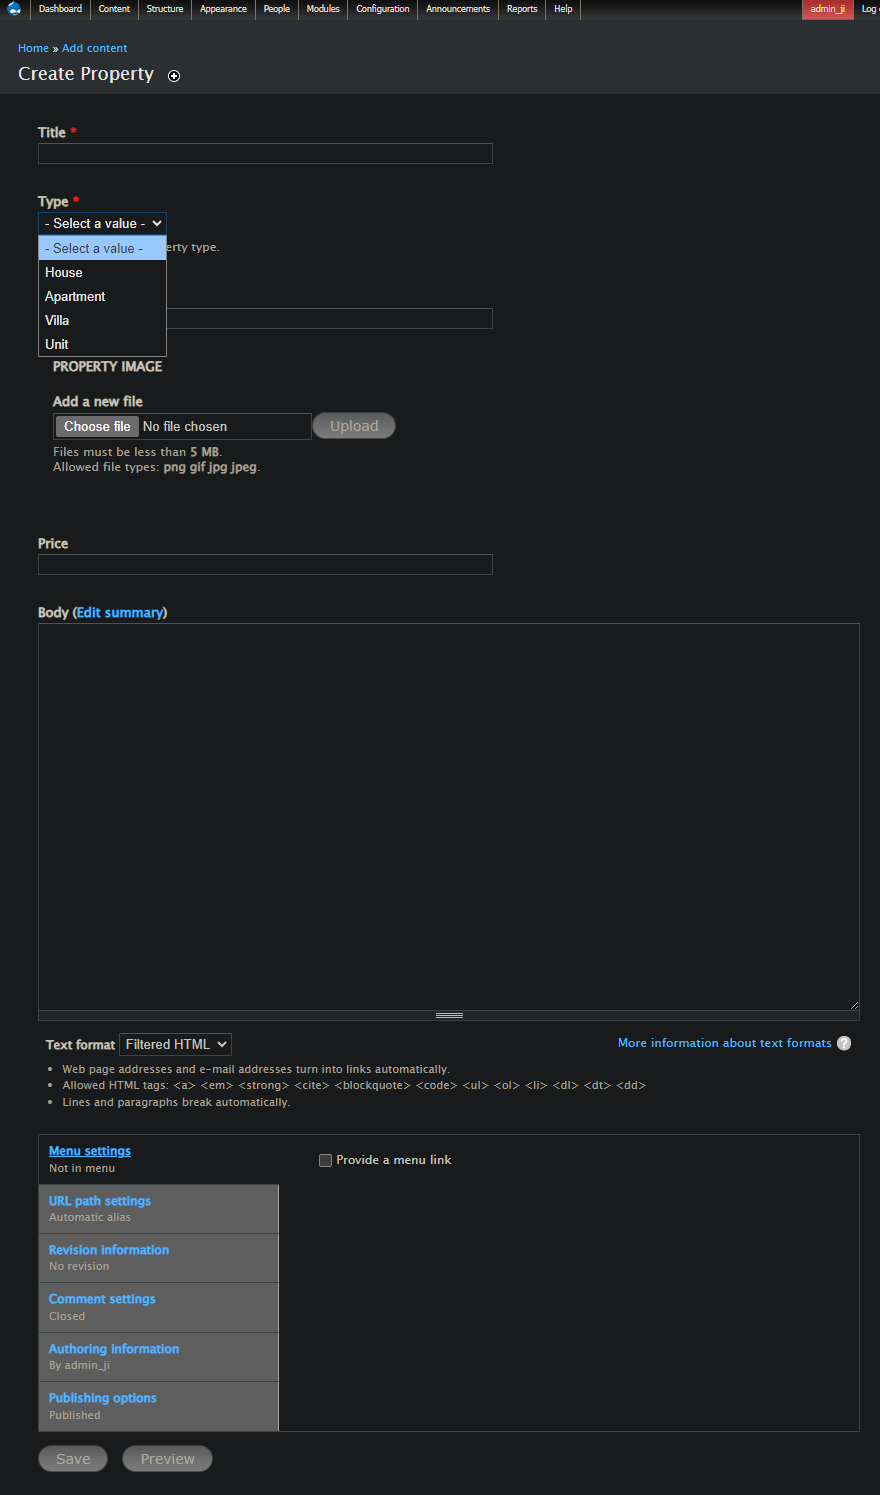 Dashboard Content Structure Appearance People Modules Configuration Announcements Reports Help admin_ji Log
Home » Add content
Create Property
Title *
Type *
- Select a value -
- Select a value -
erty type.
House
Apartment
Villa
Unit
PROPERTY IMAGE
Add a new file
Choose file No file chosen Upload
Files must be less than 5 MB.
Allowed file types: png gif jpg jpeg.
Price
Body (Edit summary)
Text format Filtered HTML More information about text formats ?
• Web page addresses and e-mail addresses turn into links automatically.
• Allowed HTML tags: <a> <em> <strong> <cite> <blockquote> <code> <ul> <ol> <li> <dl> <dt> <dd>
• Lines and paragraphs break automatically.
Menu settings
Not in menu
Provide a menu link
URL path settings
Automatic alias
Revision information
No revision
Comment settings
Closed
Authoring information
By admin_ji
Publishing options
Published
Save Preview